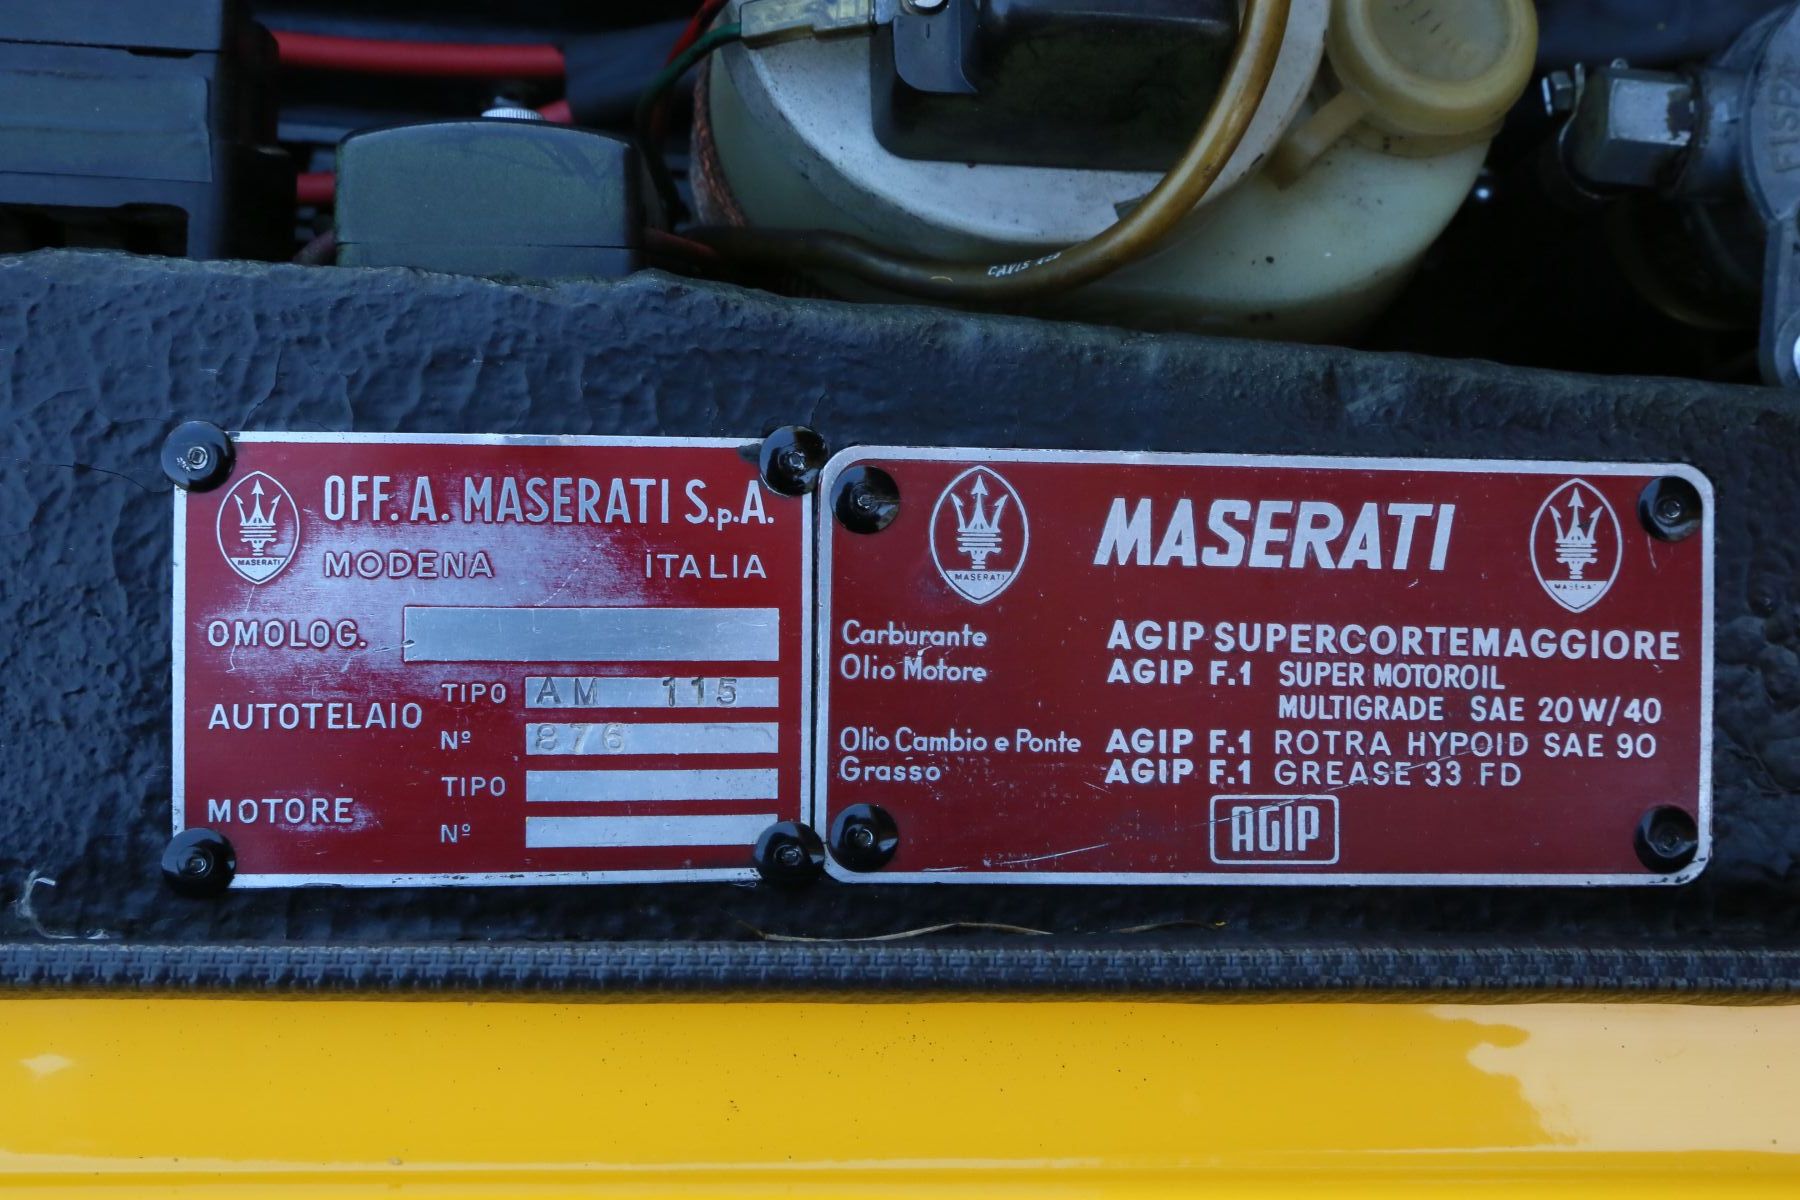 FISPA
CAVIS
OFF. A. MASERATI S.p.A.
MASERATI
MODENA ITALIA
OMOLOG.
AUTOTELAIO
TIPO AM 115
Nº 876
MOTORE
TIPO
Nº
MASERATI
MASERATI
MASERATI
Carburante AGIP SUPERCORTEMAGGIORE
Olio Motore AGIP F.1 SUPER MOTOROIL
MULTIGRADE SAE 20W/40
Olio Cambio e Ponte AGIP F.1 ROTRA HYPOID SAE 90
Grasso AGIP F.1 GREASE 33 FD
AGIP